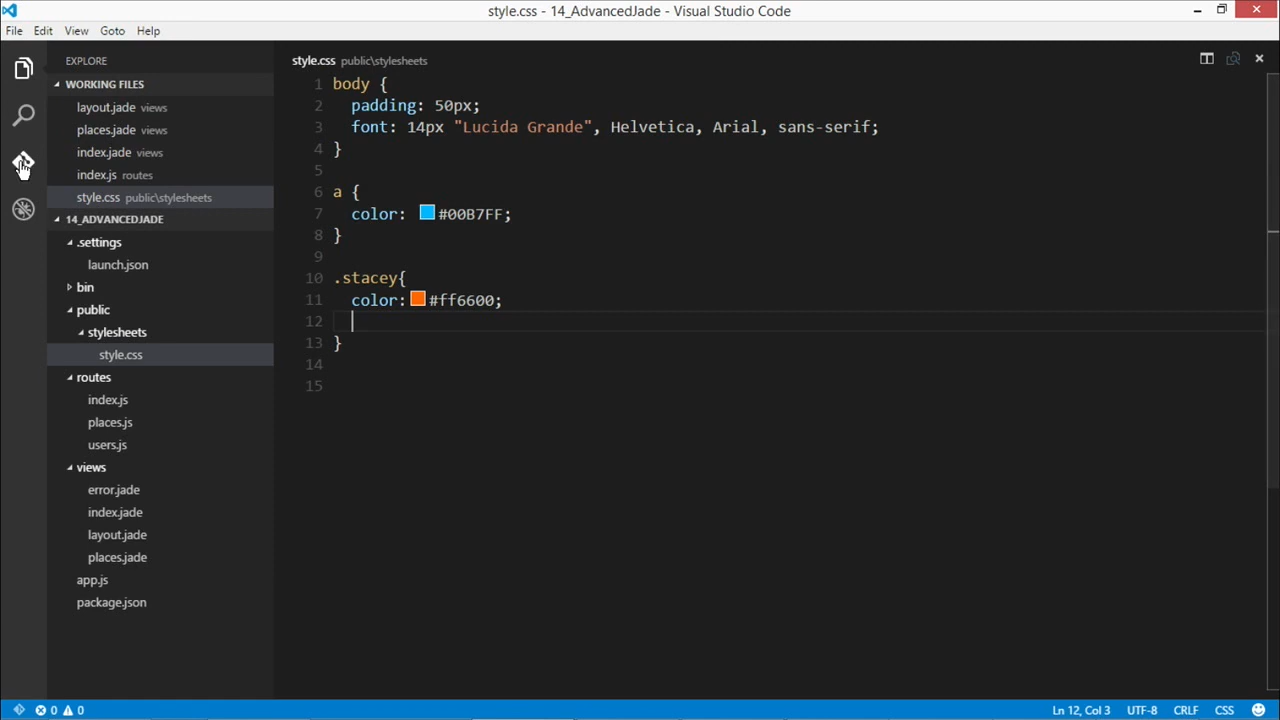 style.css - 14_AdvancedJade - Visual Studio Code
File Edit View Goto Help
EXPLORE
WORKING FILES
layout.jade views
places.jade views
index.jade views
index.js routes
style.css public\stylesheets
14_ADVANCEDJADE
.settings
launch.json
bin
public
stylesheets
style.css
routes
index.js
places.js
users.js
views
error.jade
index.jade
layout.jade
places.jade
app.js
package.json
style.css public\stylesheets
1 body {
2 padding: 50px;
3 font: 14px "Lucida Grande", Helvetica, Arial, sans-serif;
4 }
5
6 a {
7 color: #00B7FF;
8 }
9
10 .stacey{
11 color: #ff6600;
12
13 }
14
15
0 0 Ln 12, Col 3 UTF-8 CRLF CSS